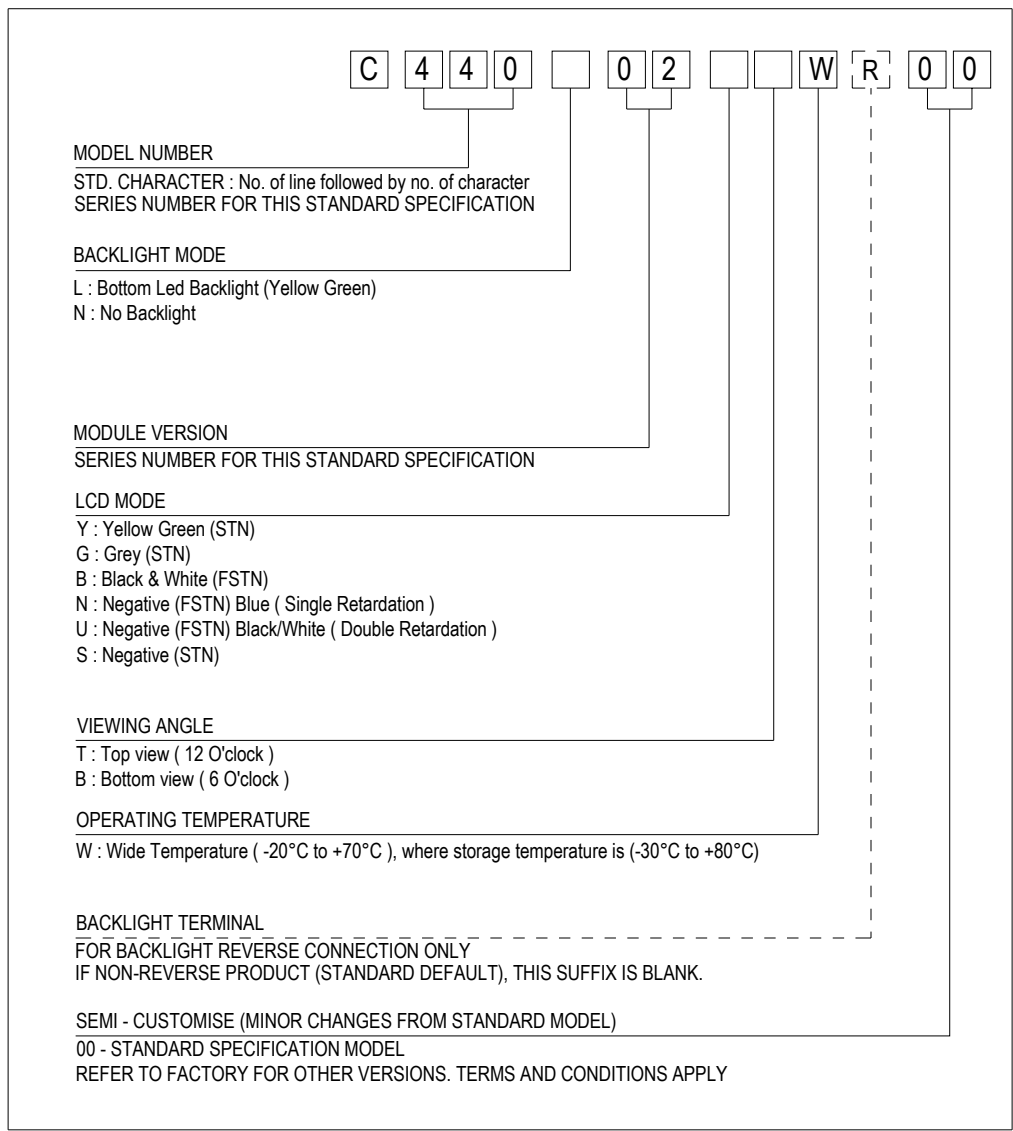 C 4 4 0 0 2 W R 0 0
MODEL NUMBER
STD. CHARACTER : No. of line followed by no. of character
SERIES NUMBER FOR THIS STANDARD SPECIFICATION
BACKLIGHT MODE
L : Bottom Led Backlight (Yellow Green)
N : No Backlight
MODULE VERSION
SERIES NUMBER FOR THIS STANDARD SPECIFICATION
LCD MODE
Y : Yellow Green (STN)
G : Grey (STN)
B : Black & White (FSTN)
N : Negative (FSTN) Blue ( Single Retardation )
U : Negative (FSTN) Black/White ( Double Retardation )
S : Negative (STN)
VIEWING ANGLE
T : Top view ( 12 O'clock )
B : Bottom view ( 6 O'clock )
OPERATING TEMPERATURE
W : Wide Temperature ( -20°C to +70°C ), where storage temperature is (-30°C to +80°C)
BACKLIGHT TERMINAL
FOR BACKLIGHT REVERSE CONNECTION ONLY
IF NON-REVERSE PRODUCT (STANDARD DEFAULT), THIS SUFFIX IS BLANK.
SEMI - CUSTOMISE (MINOR CHANGES FROM STANDARD MODEL)
00 - STANDARD SPECIFICATION MODEL
REFER TO FACTORY FOR OTHER VERSIONS. TERMS AND CONDITIONS APPLY